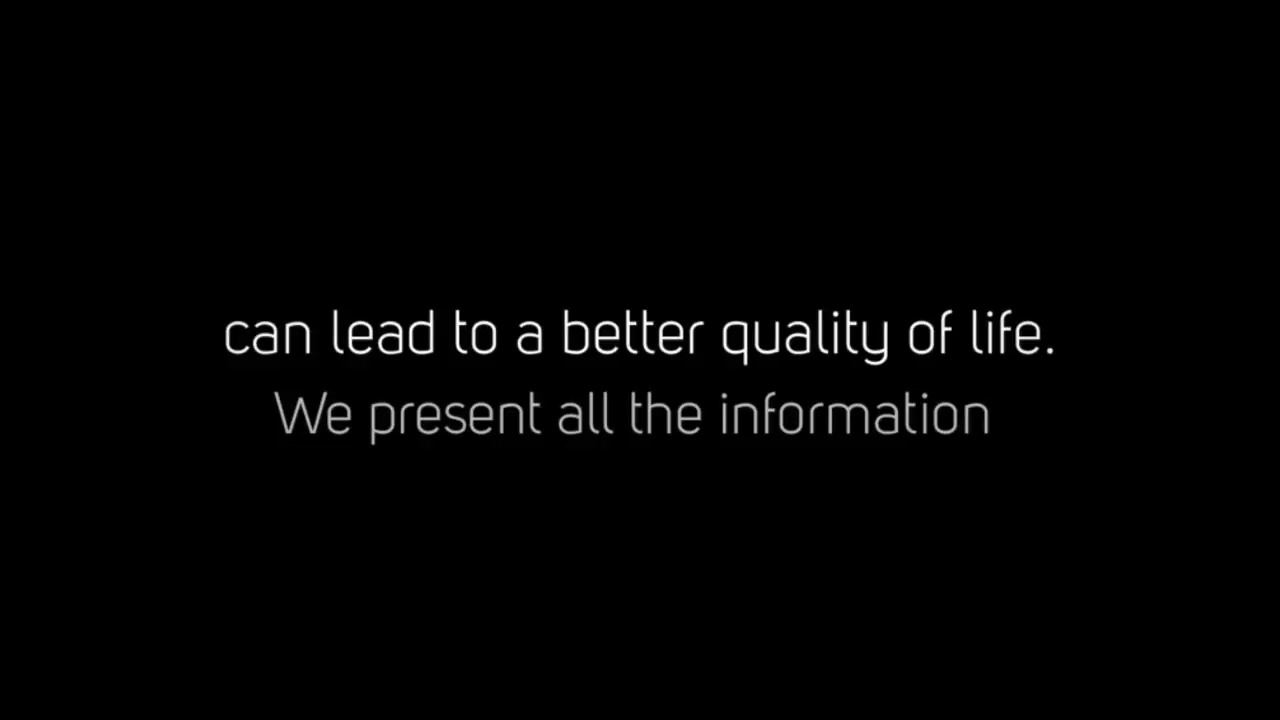 can lead to a better quality of life.
We present all the information